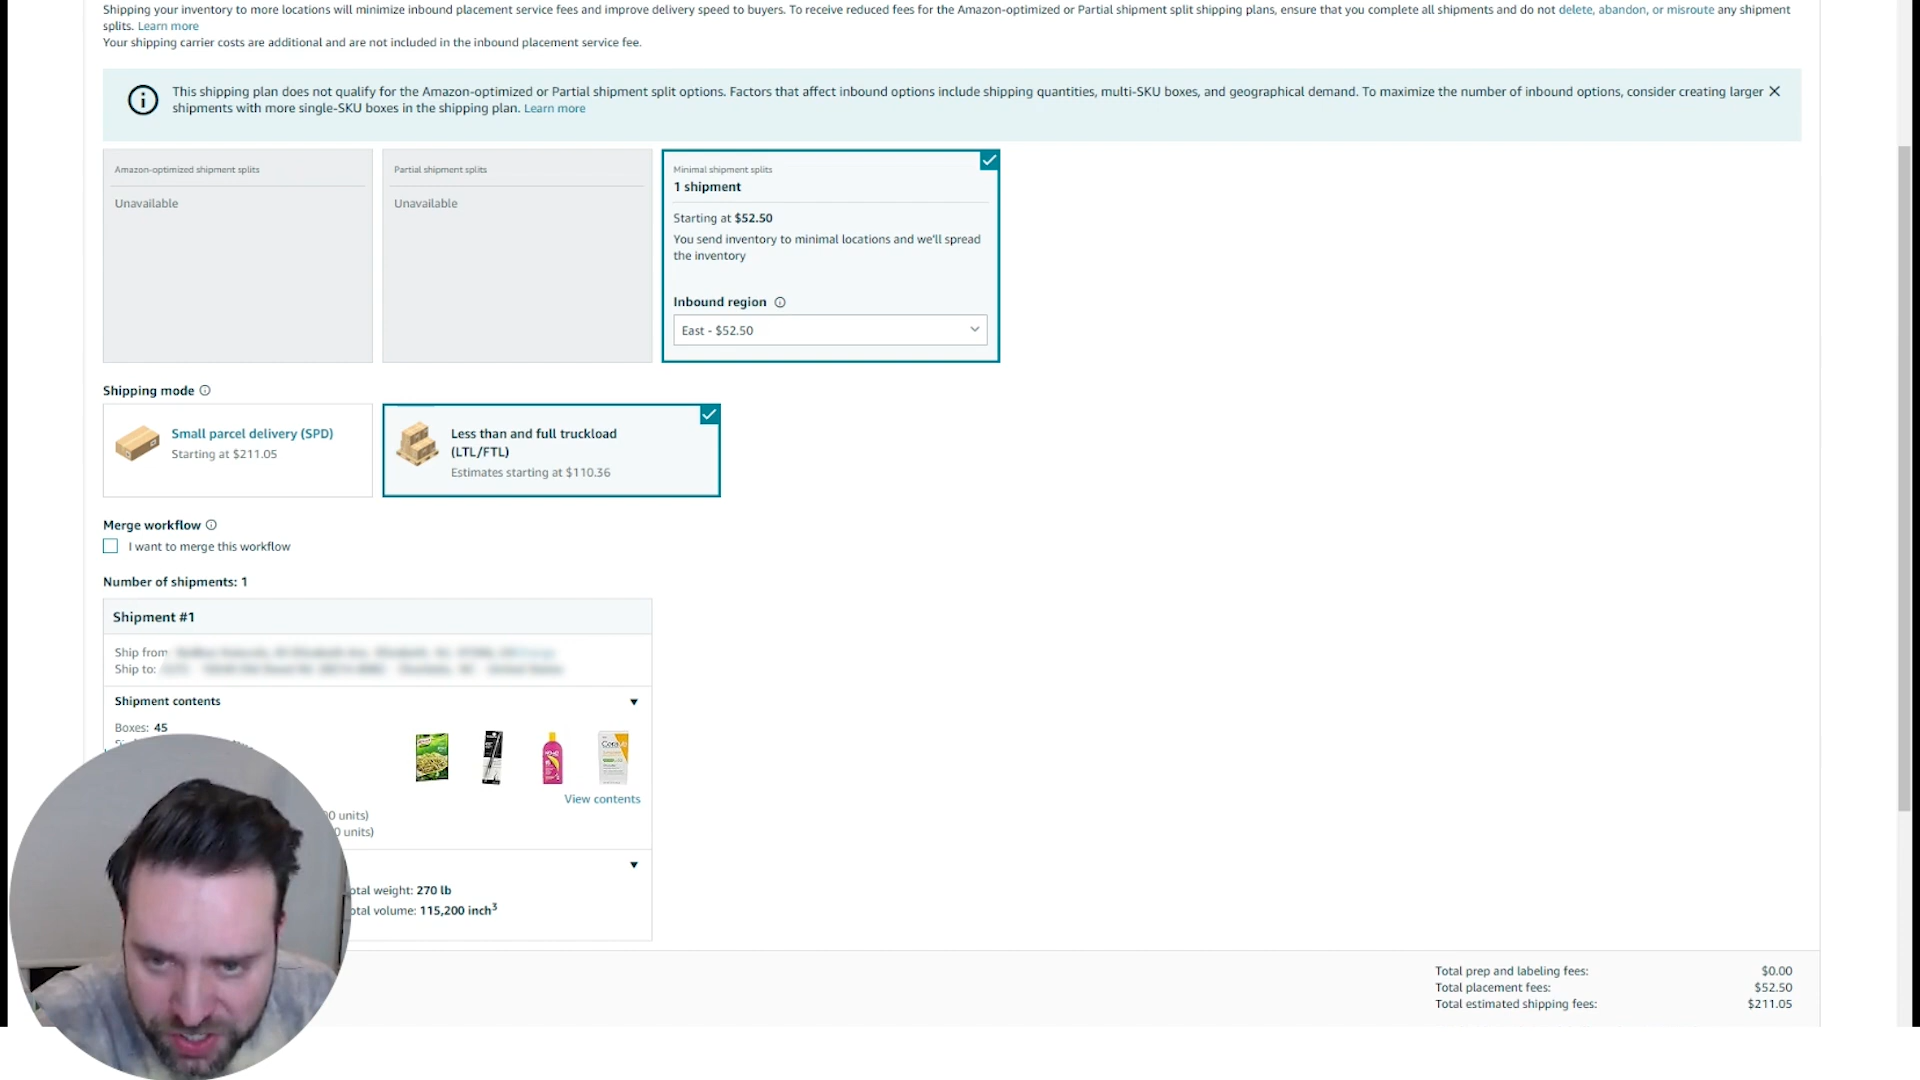 Shipping your inventory to more locations will minimize inbound placement service fees and improve delivery speed to buyers. To receive reduced fees for the Amazon-optimized or Partial shipment split shipping plans, ensure that you complete all shipments and do not delete, abandon, or misroute any shipment
splits. Learn more
Your shipping carrier costs are additional and are not included in the inbound placement service fee.
This shipping plan does not qualify for the Amazon-optimized or Partial shipment split options. Factors that affect inbound options include shipping quantities, multi-SKU boxes, and geographical demand. To maximize the number of inbound options, consider creating larger
shipments with more single-SKU boxes in the shipping plan. Learn more
Amazon-optimized shipment splits
Unavailable
Partial shipment splits
Unavailable
Minimal shipment splits
1 shipment
Starting at $52.50
You send inventory to minimal locations and we'll spread
the inventory
Inbound region
East - $52.50
Shipping mode
Small parcel delivery (SPD)
Starting at $211.05
Less than and full truckload
(LTL/FTL)
Estimates starting at $110.36
Merge workflow
I want to merge this workflow
Number of shipments: 1
Shipment #1
Ship from
Ship to:
Shipment contents
Boxes: 45
View contents
0 units)
0 units)
otal weight: 270 lb
otal volume: 115,200 inch³
Total prep and labeling fees: $0.00
Total placement fees: $52.50
Total estimated shipping fees: $211.05